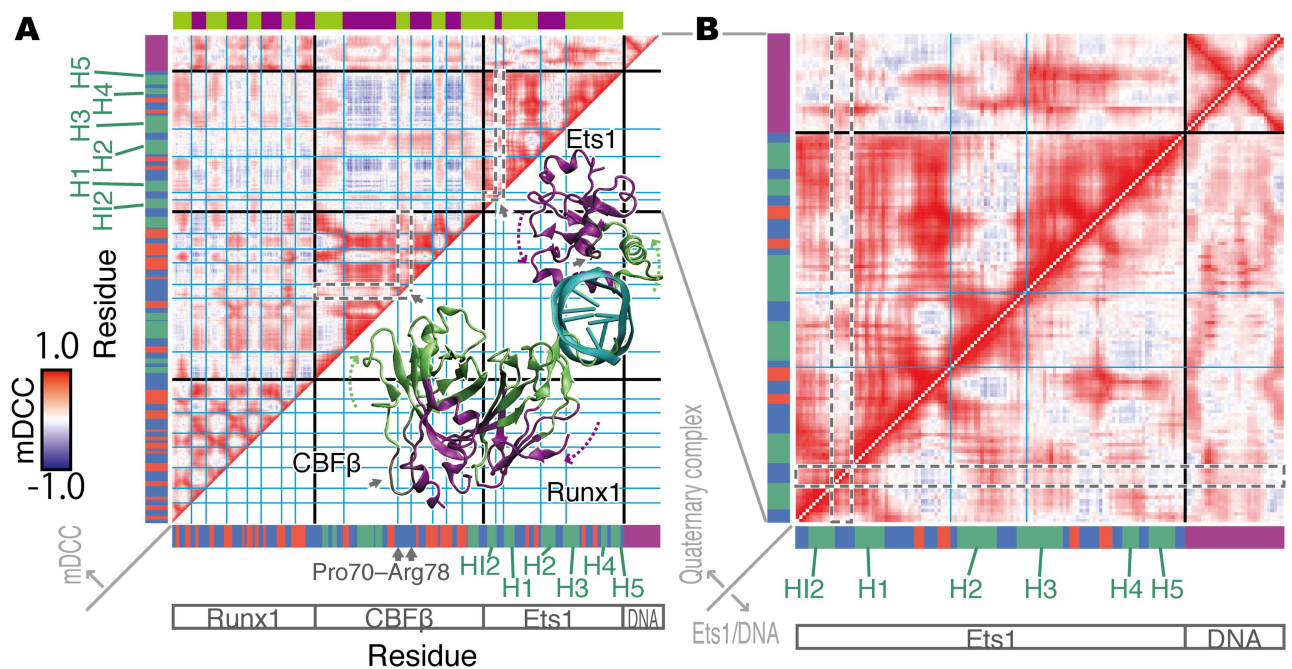 A
B
H5
H4
H3
H2
H1
HI2
Residue
1.0
mDCC
-1.0
Ets1
CBFβ
Runx1
mDCC
Pro70–Arg78
HI2
H1
H2
H3
H4
H5
Runx1
CBFβ
Ets1
DNA
Residue
Quaternary complex
Ets1/DNA
HI2
H1
H2
H3
H4
H5
Ets1
DNA